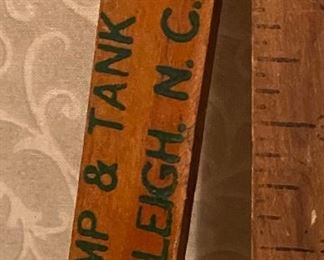 MP & TANK
LEIGH. N. C.